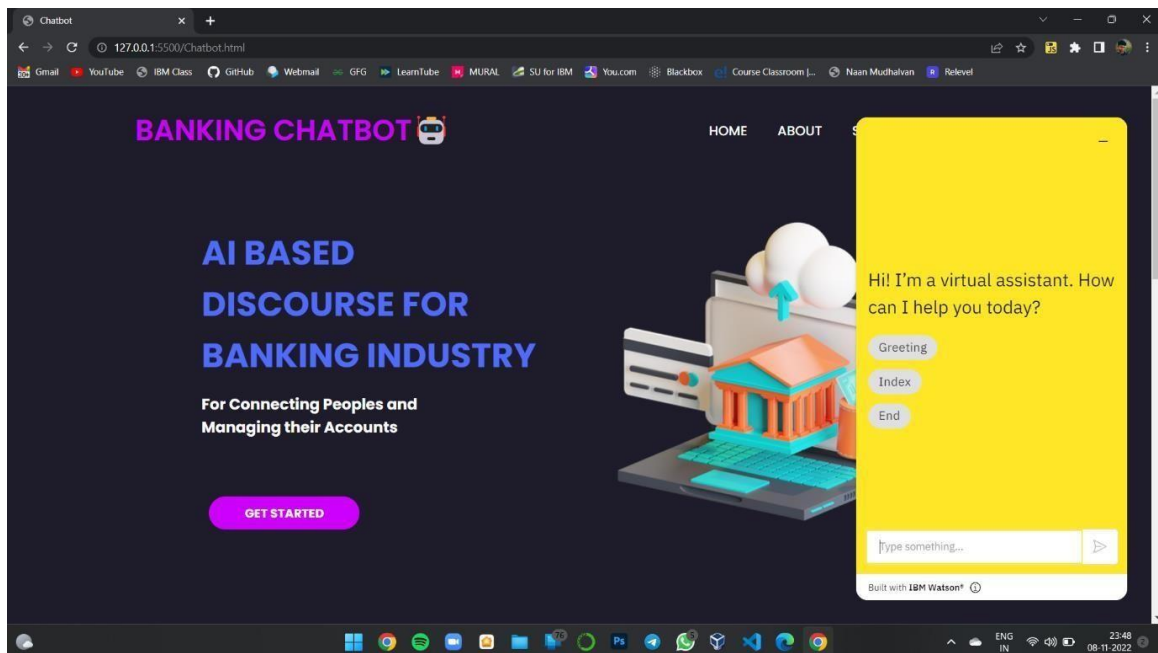 Chatbot
127.0.0.1:5500/Chatbot.html
Gmail YouTube IBM Class GitHub Webmail GFG LearnTube MURAL SU for IBM You.com Blackbox Course Classroom |... Naan Mudhalvan Relevel
BANKING CHATBOT
HOME ABOUT S
AI BASED
DISCOURSE FOR
BANKING INDUSTRY
For Connecting Peoples and
Managing their Accounts
GET STARTED
Hi! I’m a virtual assistant. How
can I help you today?
Greeting
Index
End
Type something...
Built with IBM Watson®
ENG
IN
23:48
08-11-2022